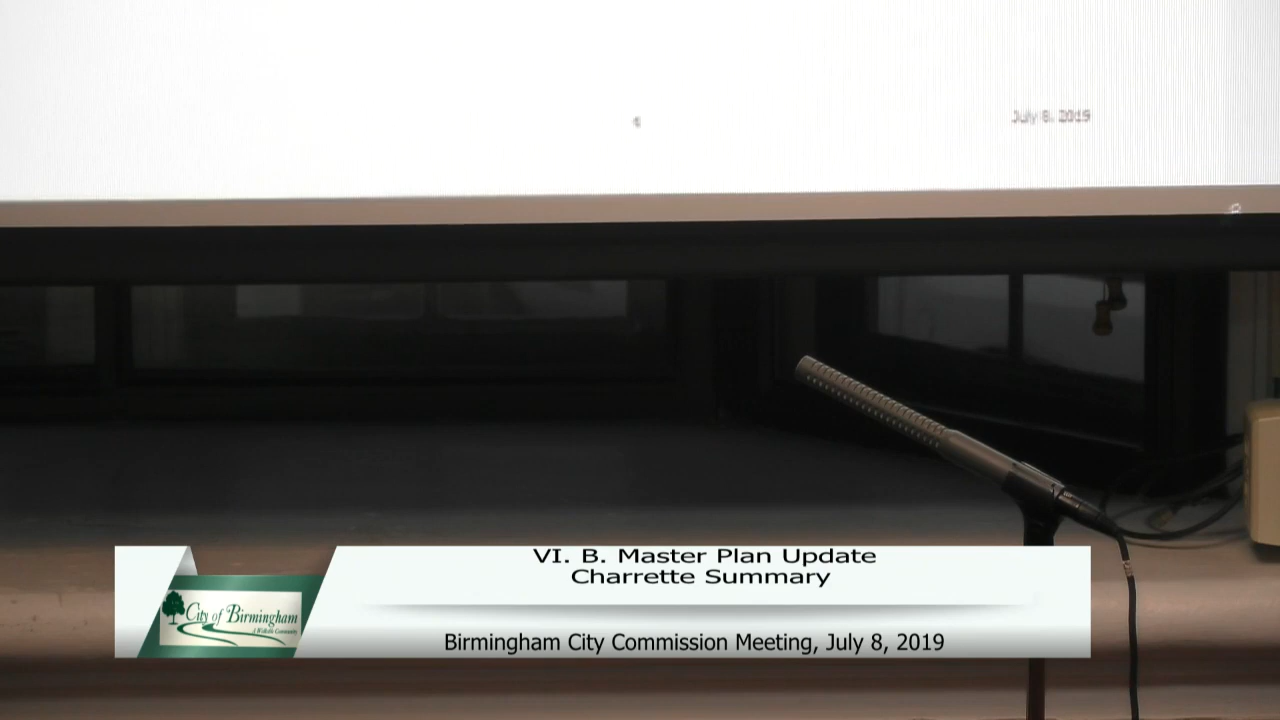 July 8, 2019
VI. B. Master Plan Update
Charrette Summary
City of Birmingham
A Walkable Community
Birmingham City Commission Meeting, July 8, 2019